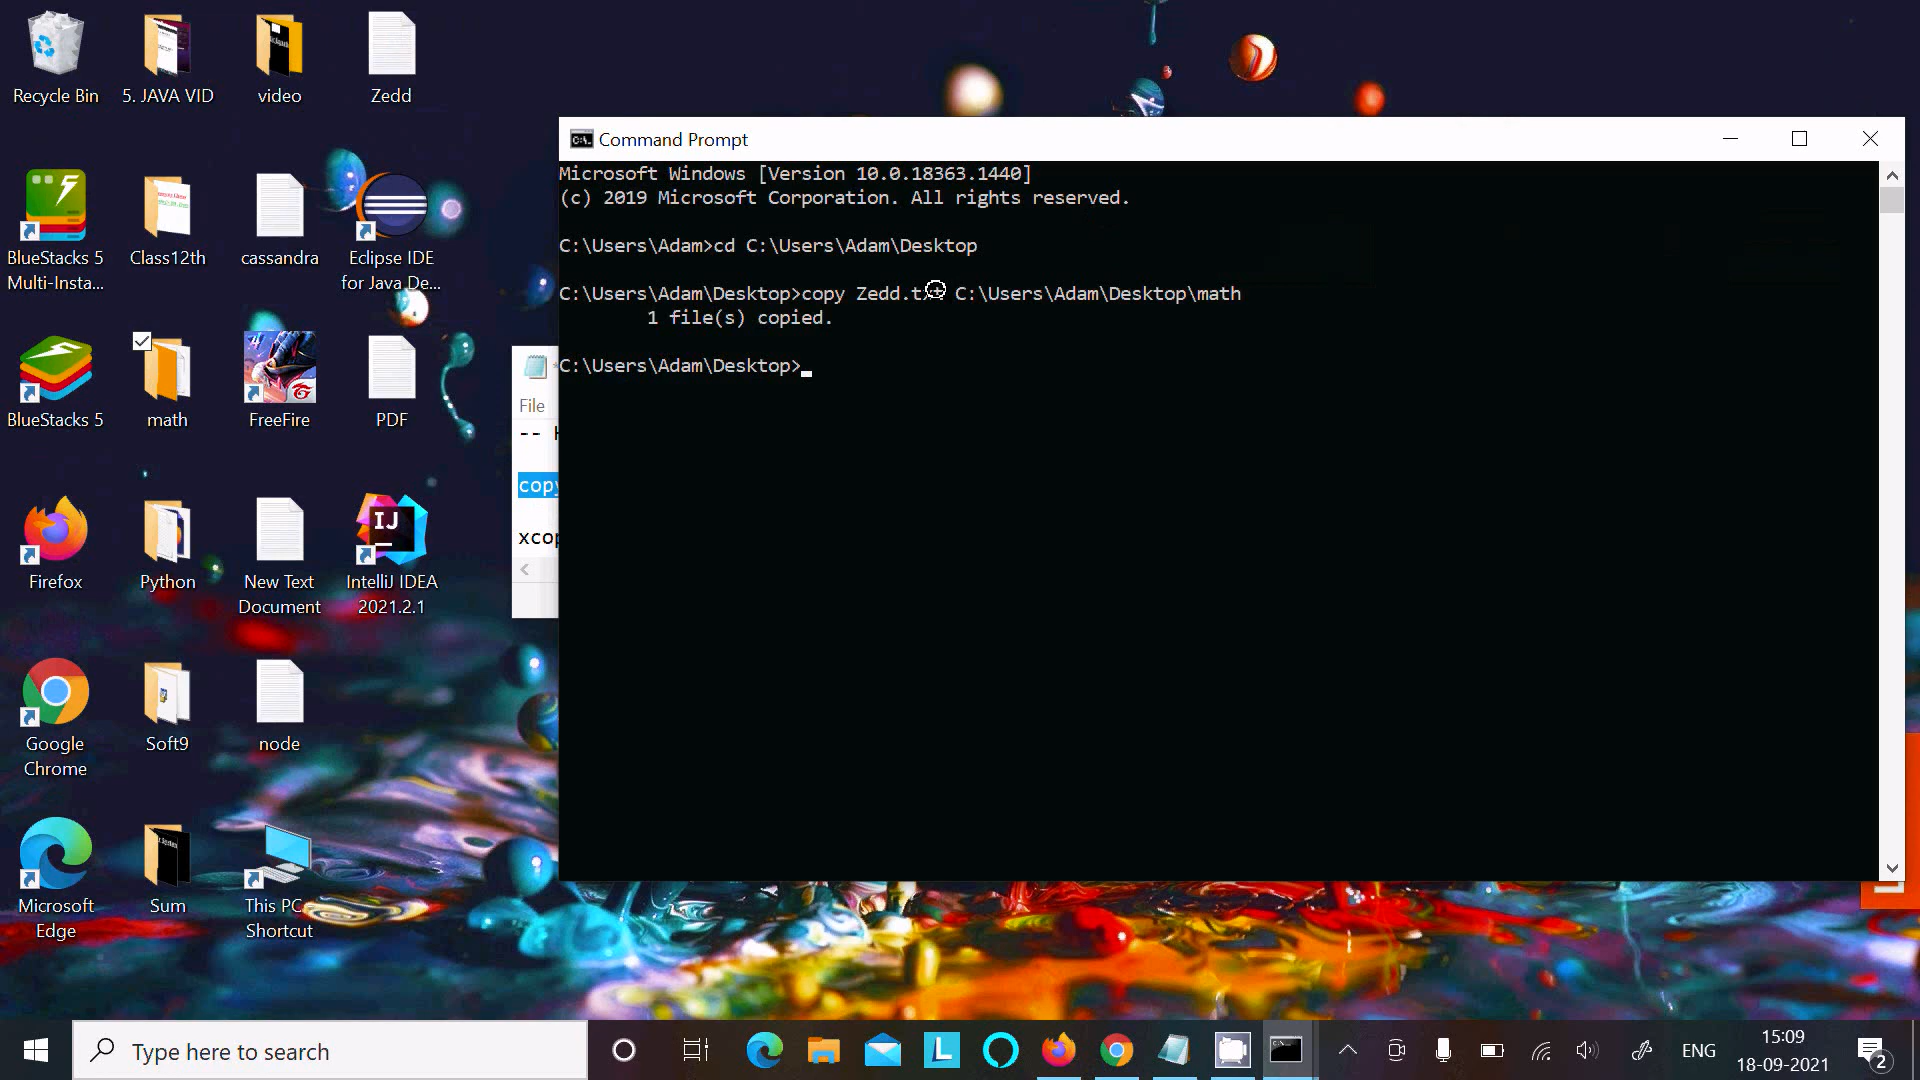 Recycle Bin
5. JAVA VID
video
Zedd
BlueStacks 5
Multi-Insta...
Class12th
cassandra
Eclipse IDE
for Java De...
BlueStacks 5
math
FreeFire
PDF
Firefox
Python
New Text
Document
IntelliJ IDEA
2021.2.1
Google
Chrome
Soft9
node
Microsoft
Edge
Sum
This PC -
Shortcut
File
--
copy
xcop
Command Prompt
Microsoft Windows [Version 10.0.18363.1440]
(c) 2019 Microsoft Corporation. All rights reserved.
C:\Users\Adam>cd C:\Users\Adam\Desktop
C:\Users\Adam\Desktop>copy Zedd.txt C:\Users\Adam\Desktop\math
1 file(s) copied.
C:\Users\Adam\Desktop>
Type here to search
ENG
15:09
18-09-2021
2